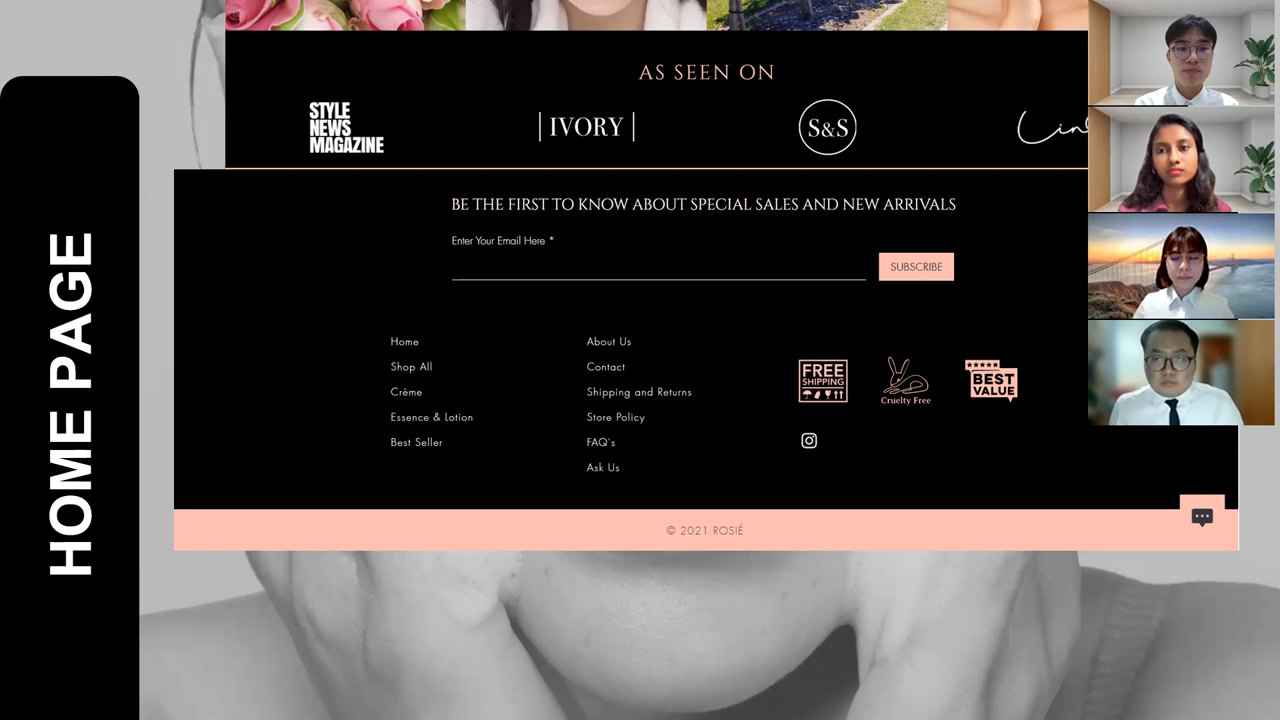 HOME PAGE
AS SEEN ON
STYLE
NEWS
MAGAZINE
| IVORY |
S&S
BE THE FIRST TO KNOW ABOUT SPECIAL SALES AND NEW ARRIVALS
Enter Your Email Here *
SUBSCRIBE
Home
Shop All
Crème
Essence & Lotion
Best Seller
About Us
Contact
Shipping and Returns
Store Policy
FAQ's
Ask Us
FREE
SHIPPING
Cruelty Free
BEST
VALUE
© 2021 ROSIÉ